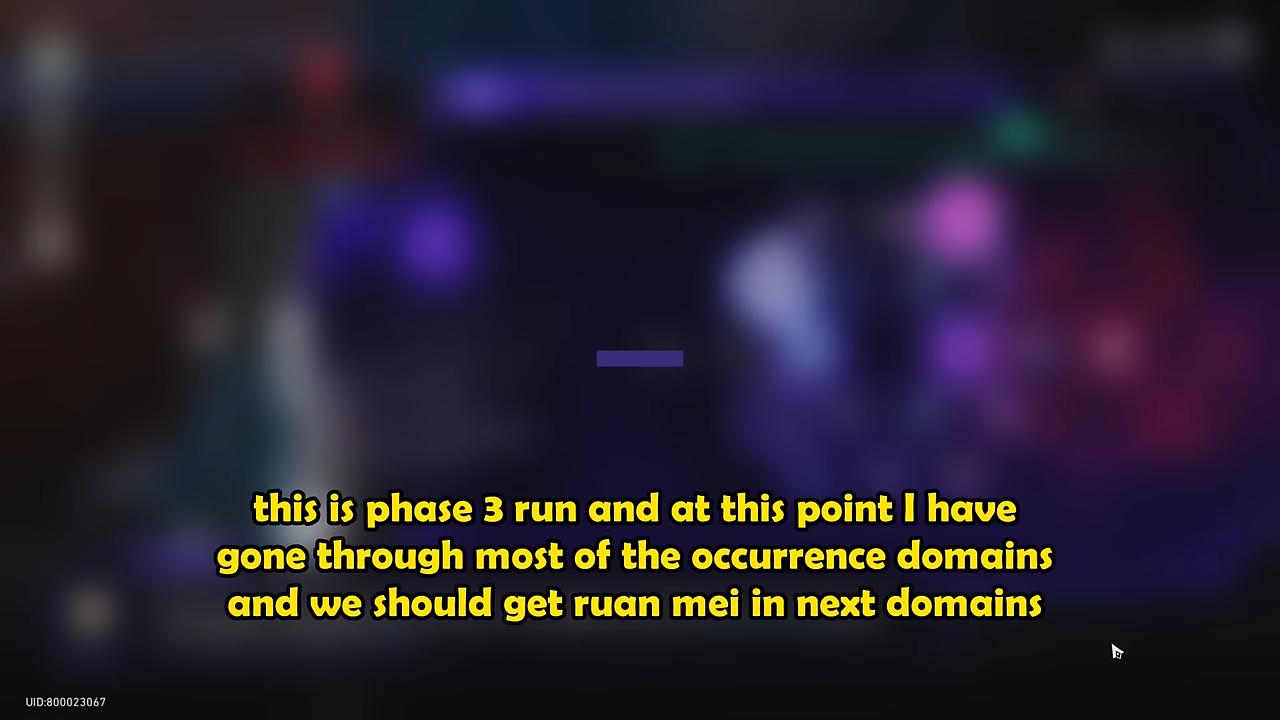 this is phase 3 run and at this point I have
gone through most of the occurrence domains
and we should get ruan mei in next domains
UID:800023067